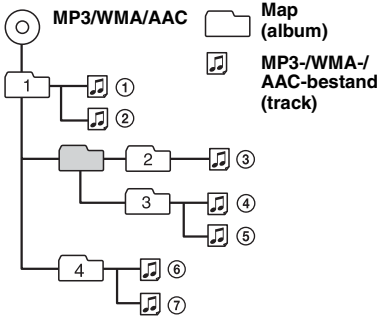 MP3/WMA/AAC
Map
(album)
MP3-/WMA-/
AAC-bestand
(track)
1
①
②
2
③
3
④
⑤
4
⑥
⑦